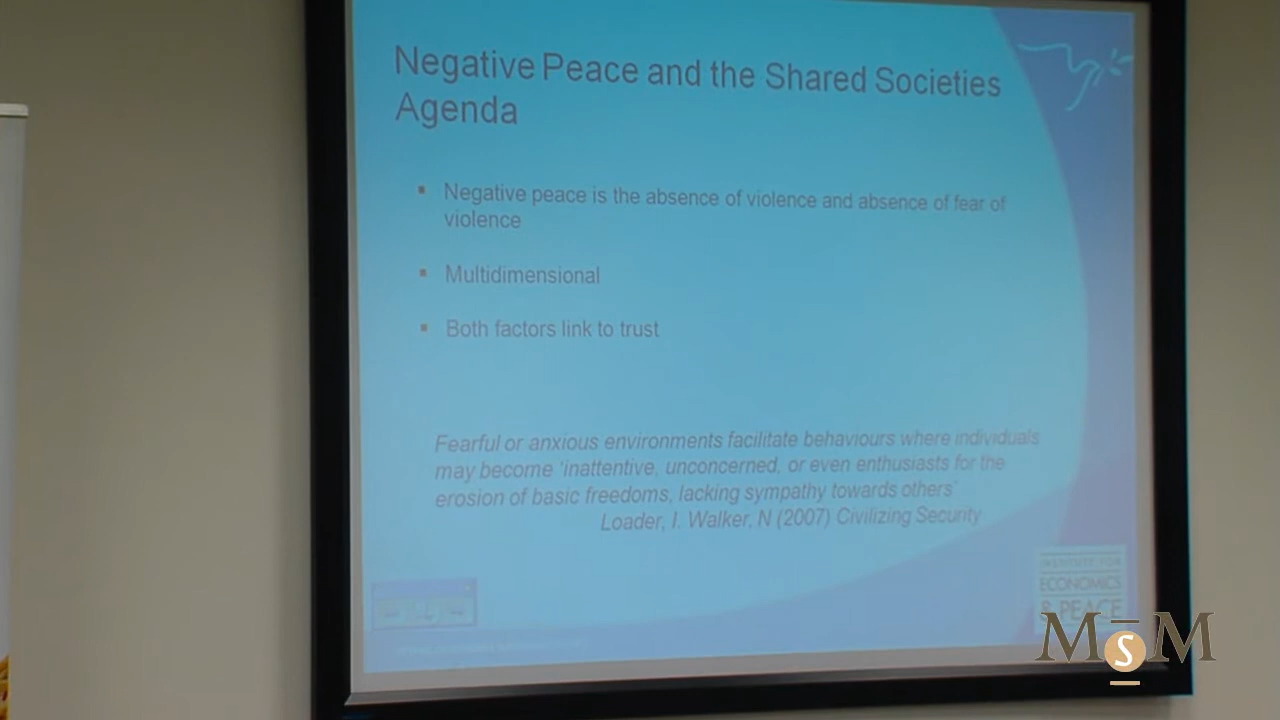 Negative Peace and the Shared Societies
Agenda
▪ Negative peace is the absence of violence and absence of fear of
violence
▪ Multidimensional
▪ Both factors link to trust
Fearful or anxious environments facilitate behaviours where individuals
may become 'inattentive, unconcerned, or even enthusiasts for the
erosion of basic freedoms, lacking sympathy towards others'
Loader, I. Walker, N (2007) Civilizing Security
INSTITUTE FOR
ECONOMICS
& PEACE
MSM